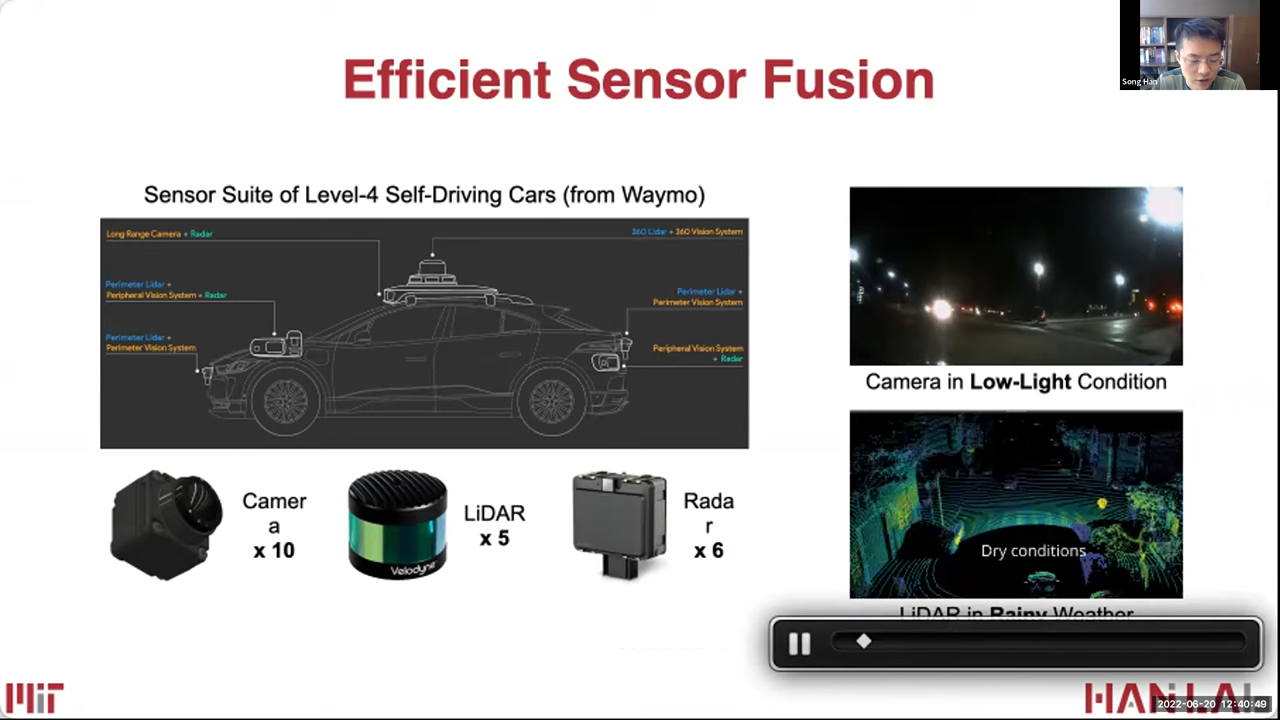 Efficient Sensor Fusion
Song Han
Sensor Suite of Level-4 Self-Driving Cars (from Waymo)
Long Range Camera + Radar
360 Lidar + 360 Vision System
Perimeter Lidar +
Peripheral Vision System + Radar
Perimeter Lidar +
Perimeter Vision System
Perimeter Lidar +
Perimeter Vision System
Peripheral Vision System
+ Radar
Camera in Low-Light Condition
Camer
a
x 10
Velodyne
LiDAR
x 5
Rada
r
x 6
Dry conditions
LiDAR in Rainy Weather
MIT
HAN LAb
2022-06-20 12:40:49